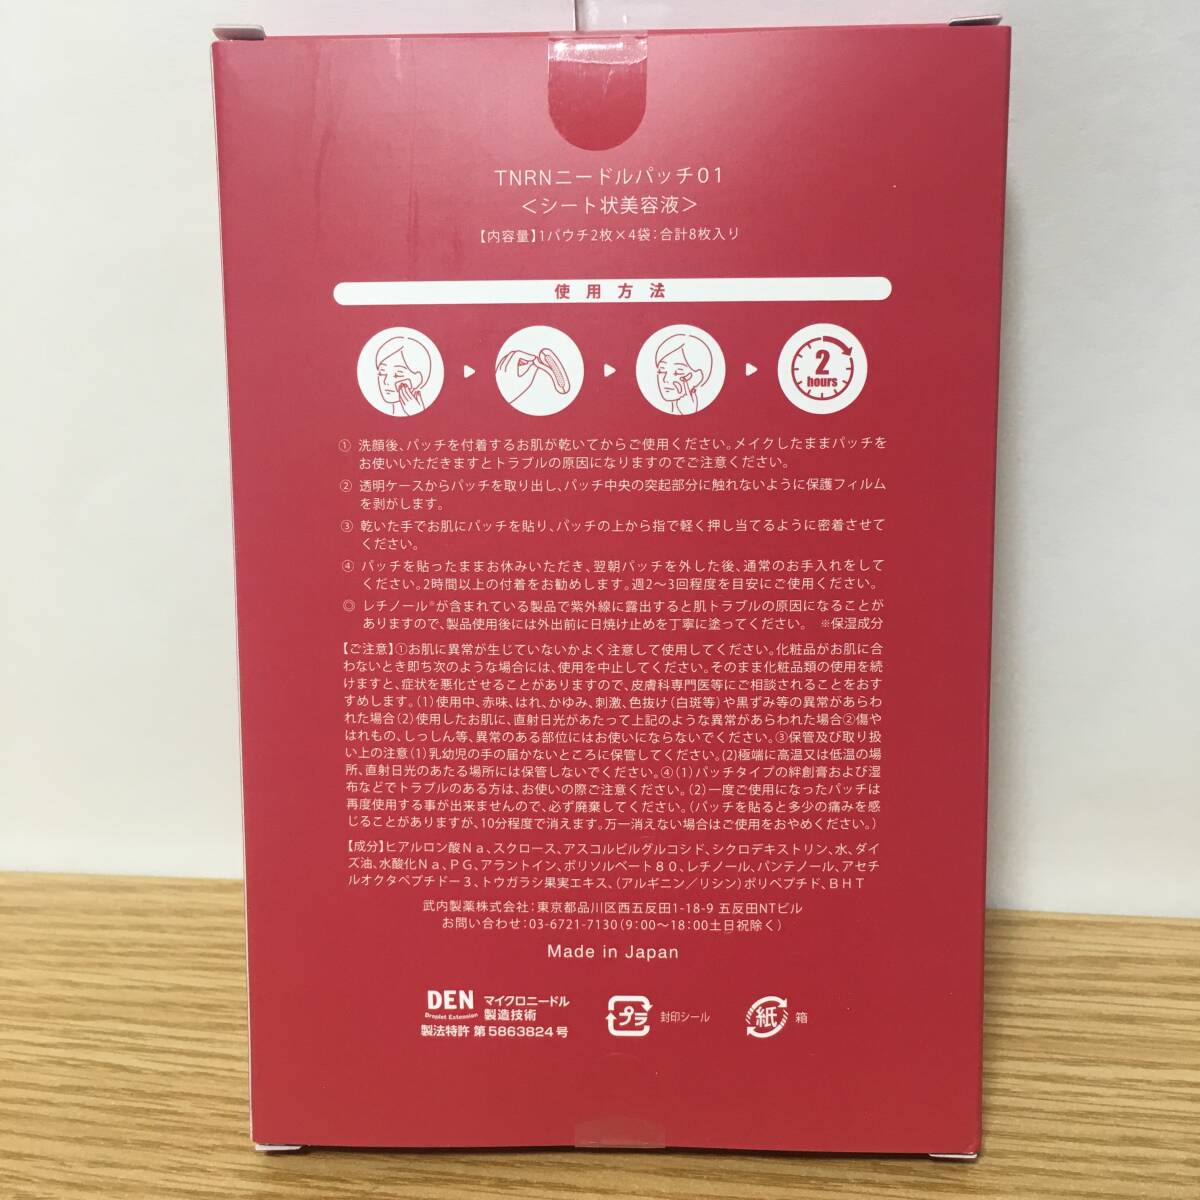 TNRNニードルパッチ01
＜シート状美容液＞
【内容量】1パウチ2枚×4袋：合計8枚入り
使用方法
2
hours
① 洗顔後、パッチを付着するお肌が乾いてからご使用ください。メイクしたままパッチを
お使いいただきますとトラブルの原因になりますのでご注意ください。
② 透明ケースからパッチを取り出し、パッチ中央の突起部分に触れないように保護フィルム
を剥がします。
③ 乾いた手でお肌にパッチを貼り、パッチの上から指で軽く押し当てるように密着させて
ください。
④ パッチを貼ったままお休みいただき、翌朝パッチを外した後、通常のお手入れをして
ください。2時間以上の付着をお勧めします。週2～3回程度を目安にご使用ください。
◎ レチノール※が含まれている製品で紫外線に露出すると肌トラブルの原因になることが
ありますので、製品使用後には外出前に日焼け止めを丁寧に塗ってください。 ※保湿成分
【ご注意】①お肌に異常が生じていないかよく注意して使用してください。化粧品がお肌に合
わないとき即ち次のような場合には、使用を中止してください。そのまま化粧品類の使用を続
けますと、症状を悪化させることがありますので、皮膚科専門医等にご相談されることをおす
すめします。（1）使用中、赤味、はれ、かゆみ、刺激、色抜け（白斑等）や黒ずみ等の異常があらわ
れた場合（2）使用したお肌に、直射日光があたって上記のような異常があらわれた場合②傷や
はれもの、しっしん等、異常のある部位にはお使いにならないでください。③保管及び取り扱
い上の注意（1）乳幼児の手の届かないところに保管してください。(2)極端に高温又は低温の場
所、直射日光のあたる場所には保管しないでください。④（1）パッチタイプの絆創膏および湿
布などでトラブルのある方は、お使いの際ご注意ください。（2）一度ご使用になったパッチは
再度使用する事が出来ませんので、必ず廃棄してください。（パッチを貼ると多少の痛みを感
じることがありますが、10分程度で消えます。万一消えない場合はご使用をおやめください。）
【成分】ヒアルロン酸Ｎａ、スクロース、アスコルビルグルコシド、シクロデキストリン、水、ダイ
ズ油、水酸化Ｎａ、ＰＧ、アラントイン、ポリソルベート８０、レチノール、パンテノール、アセチ
ルオクタペプチドー３、トウガラシ果実エキス、（アルギニン／リシン）ポリペプチド、ＢＨＴ
武内製薬株式会社：東京都品川区西五反田1-18-9 五反田NTビル
お問い合わせ：03-6721-7130（9：00～18：00土日祝除く）
Made in Japan
DEN
Droplet Extension
マイクロニードル
製造技術
製法特許 第5863824号
プラ
封印シール
紙
箱